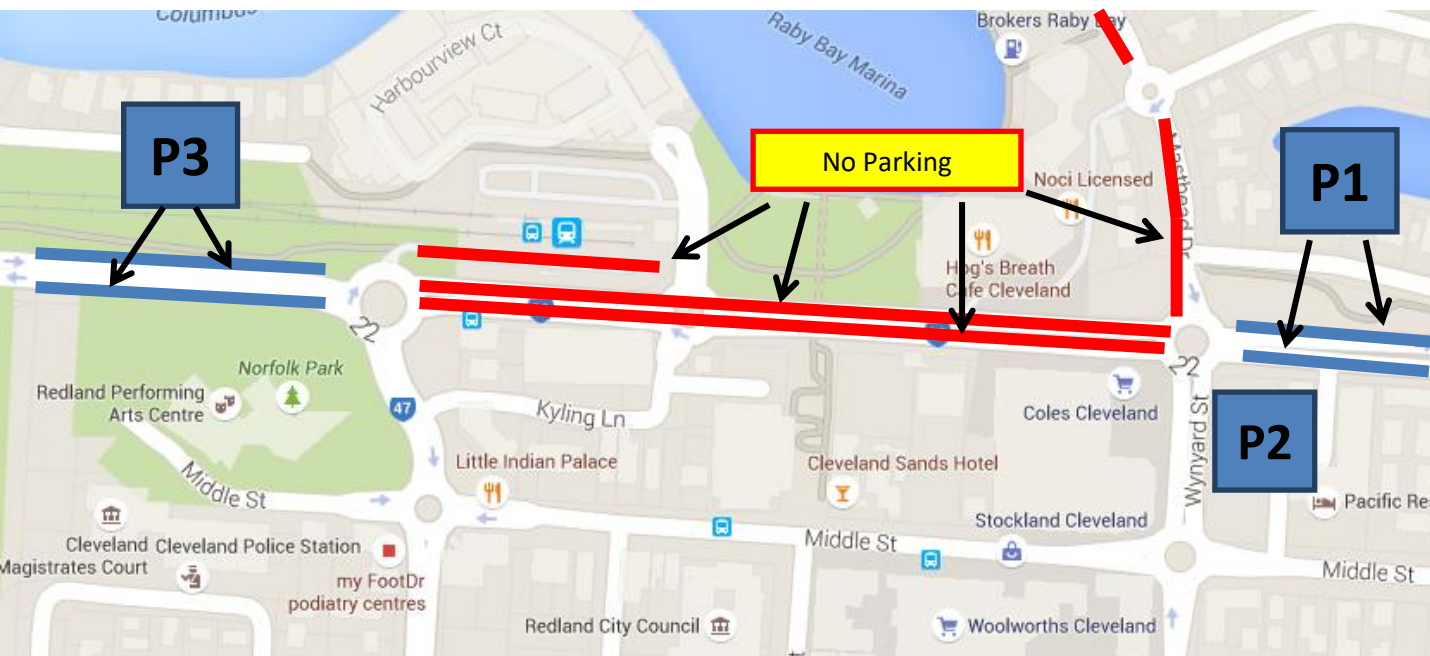 Columbus
Harbourview Ct
Raby Bay Marina
Brokers Raby Bay
P3
No Parking
Noci Licensed
Masthead Dr
P1
Hog's Breath
Cafe Cleveland
22
22
Norfolk Park
Redland Performing
Arts Centre
47
Kyling Ln
Coles Cleveland
Wynyard St
P2
Little Indian Palace
Cleveland Sands Hotel
Middle St
Pacific Re
Stockland Cleveland
Middle St
Cleveland
Magistrates Court
Cleveland Police Station
my FootDr
podiatry centres
Middle St
Redland City Council
Woolworths Cleveland